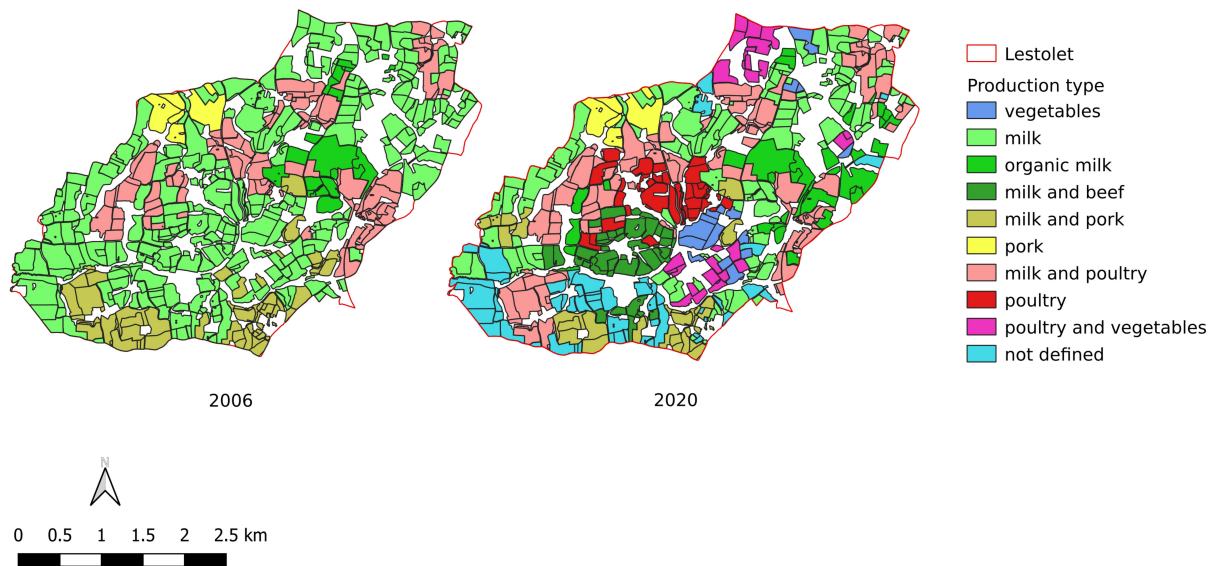 Lestolet
Production type
vegetables
milk
organic milk
milk and beef
milk and pork
pork
milk and poultry
poultry
poultry and vegetables
not defined
2006
2020
N
0 0.5 1 1.5 2 2.5 km